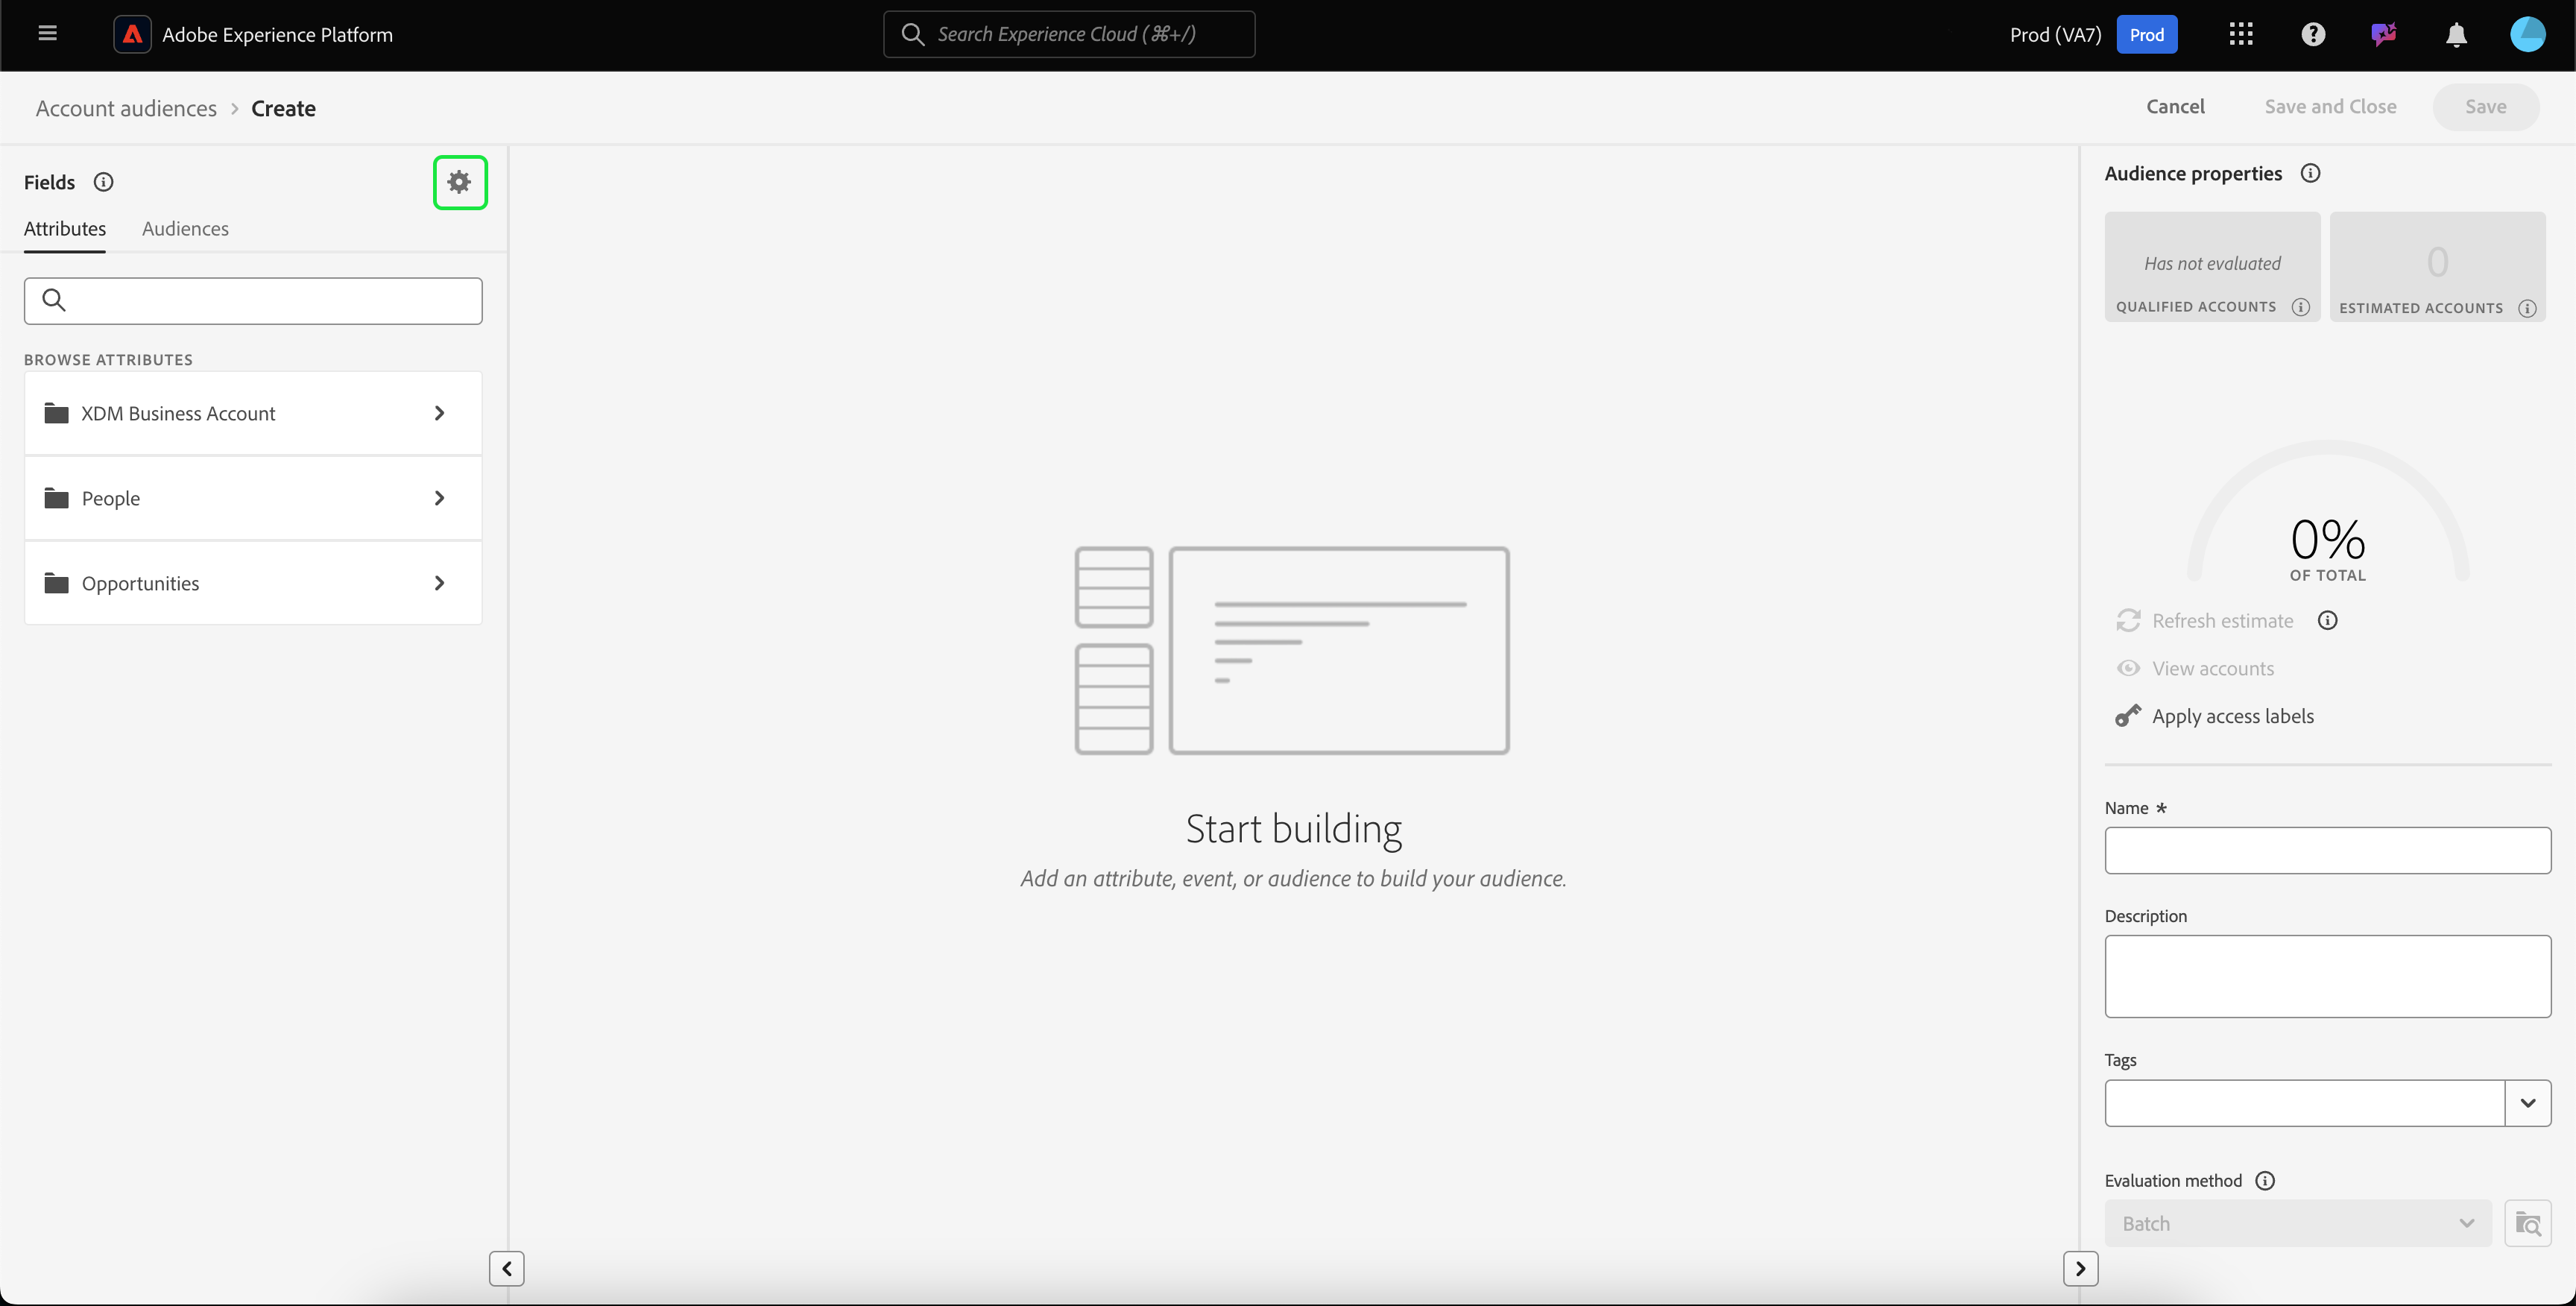 Adobe Experience Platform
Search Experience Cloud (⌘+/)
Prod (VA7)
Prod
Account audiences > Create
Cancel
Save and Close
Save
Fields
Attributes
Audiences
BROWSE ATTRIBUTES
XDM Business Account
People
Opportunities
Start building
Add an attribute, event, or audience to build your audience.
Audience properties
Has not evaluated
QUALIFIED ACCOUNTS
0
ESTIMATED ACCOUNTS
0%
OF TOTAL
Refresh estimate
View accounts
Apply access labels
Name *
Description
Tags
Evaluation method
Batch